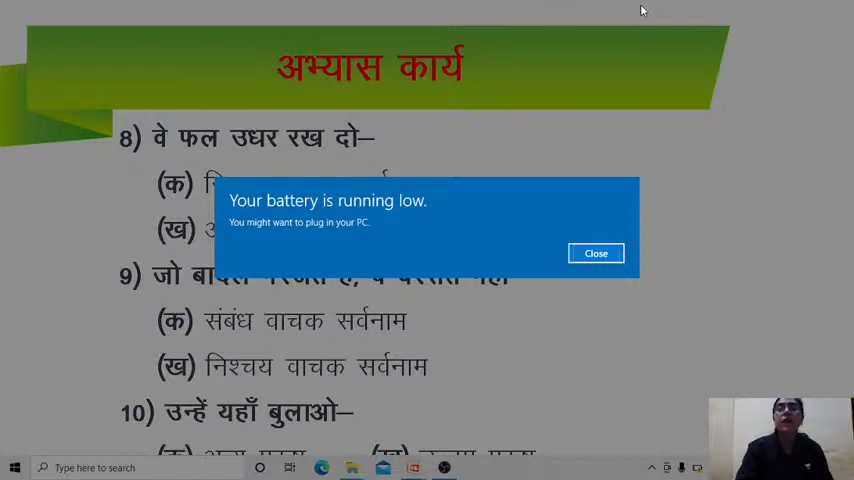 अभ्यास कार्य
8) वे फल उधर रख दो–
(क)
Your battery is running low.
You might want to plug in your PC.
Close
(ख)
9) जो
(क) संबंध वाचक सर्वनाम
(ख) निश्चय वाचक सर्वनाम
10) उन्हें यहाँ बुलाओ–
Type here to search